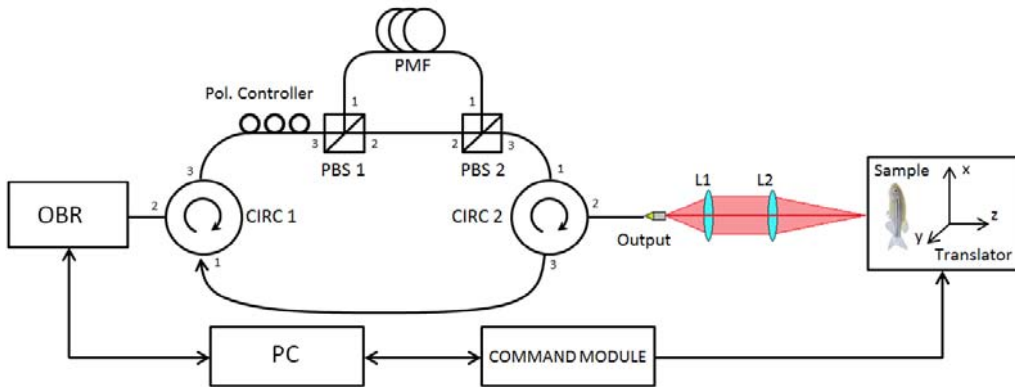 PMF
Pol. Controller
1
1
3
2
2
3
PBS 1
PBS 2
3
1
Sample
x
L1
L2
OBR
2
CIRC 1
CIRC 2
2
z
Output
y
Translator
1
3
PC
COMMAND MODULE